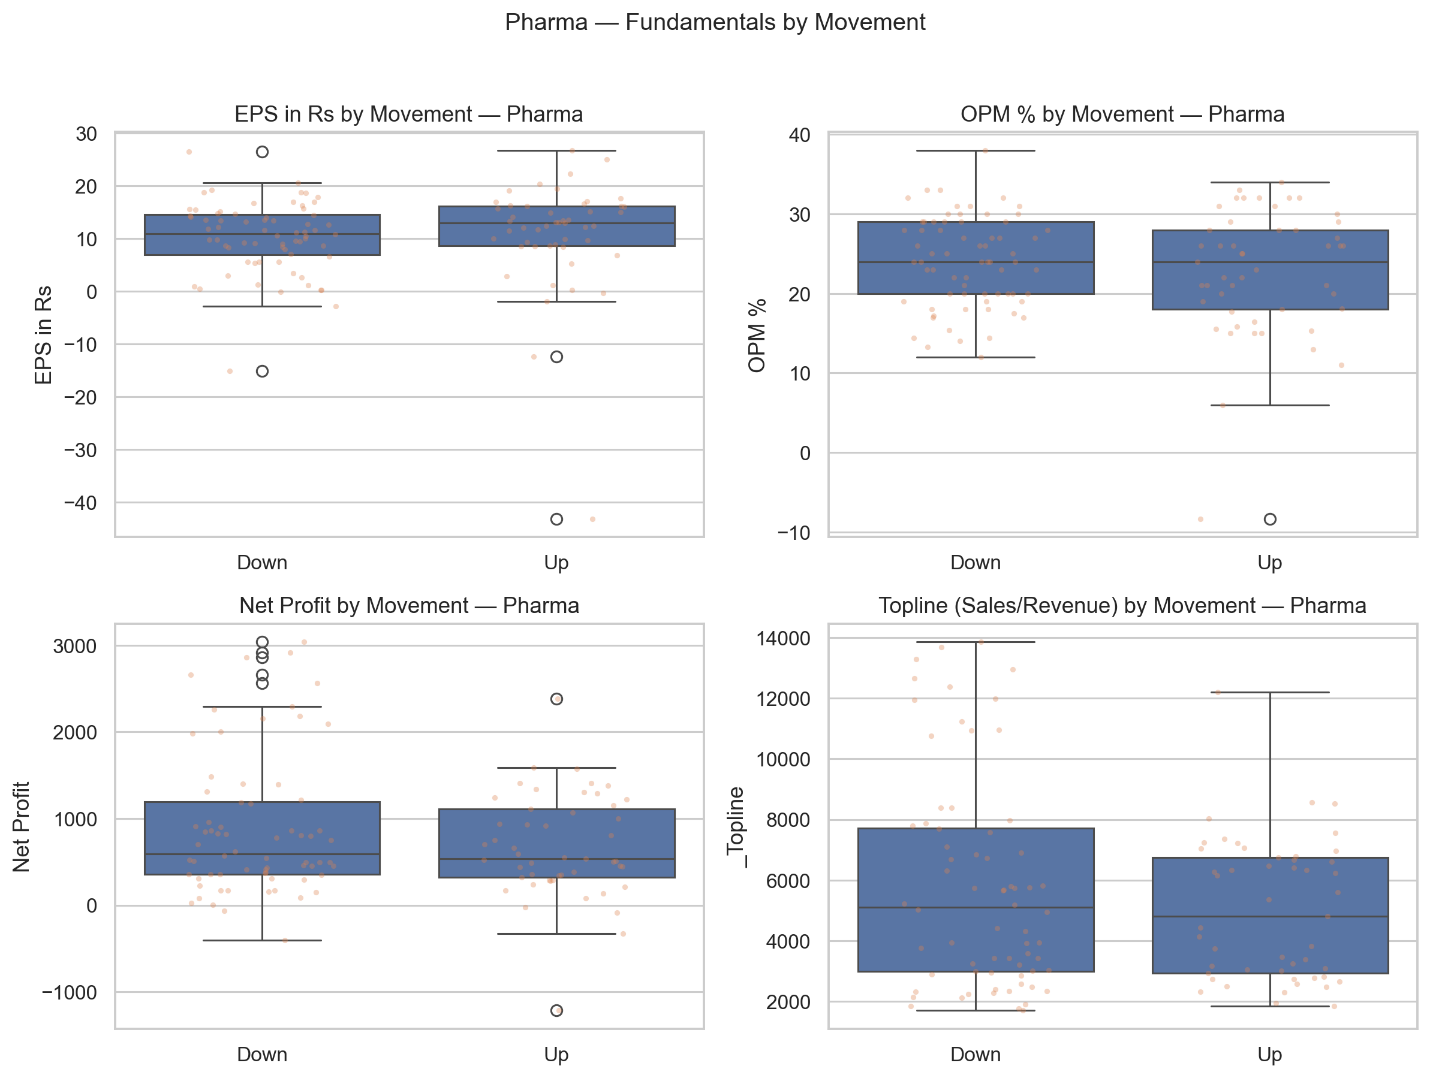 Pharma — Fundamentals by Movement
EPS in Rs by Movement — Pharma
EPS in Rs
30
20
10
0
−10
−20
−30
−40
Down
Up
OPM % by Movement — Pharma
OPM %
40
30
20
10
0
−10
Down
Up
Net Profit by Movement — Pharma
Net Profit
3000
2000
1000
0
−1000
Down
Up
Topline (Sales/Revenue) by Movement — Pharma
_Topline
14000
12000
10000
8000
6000
4000
2000
Down
Up